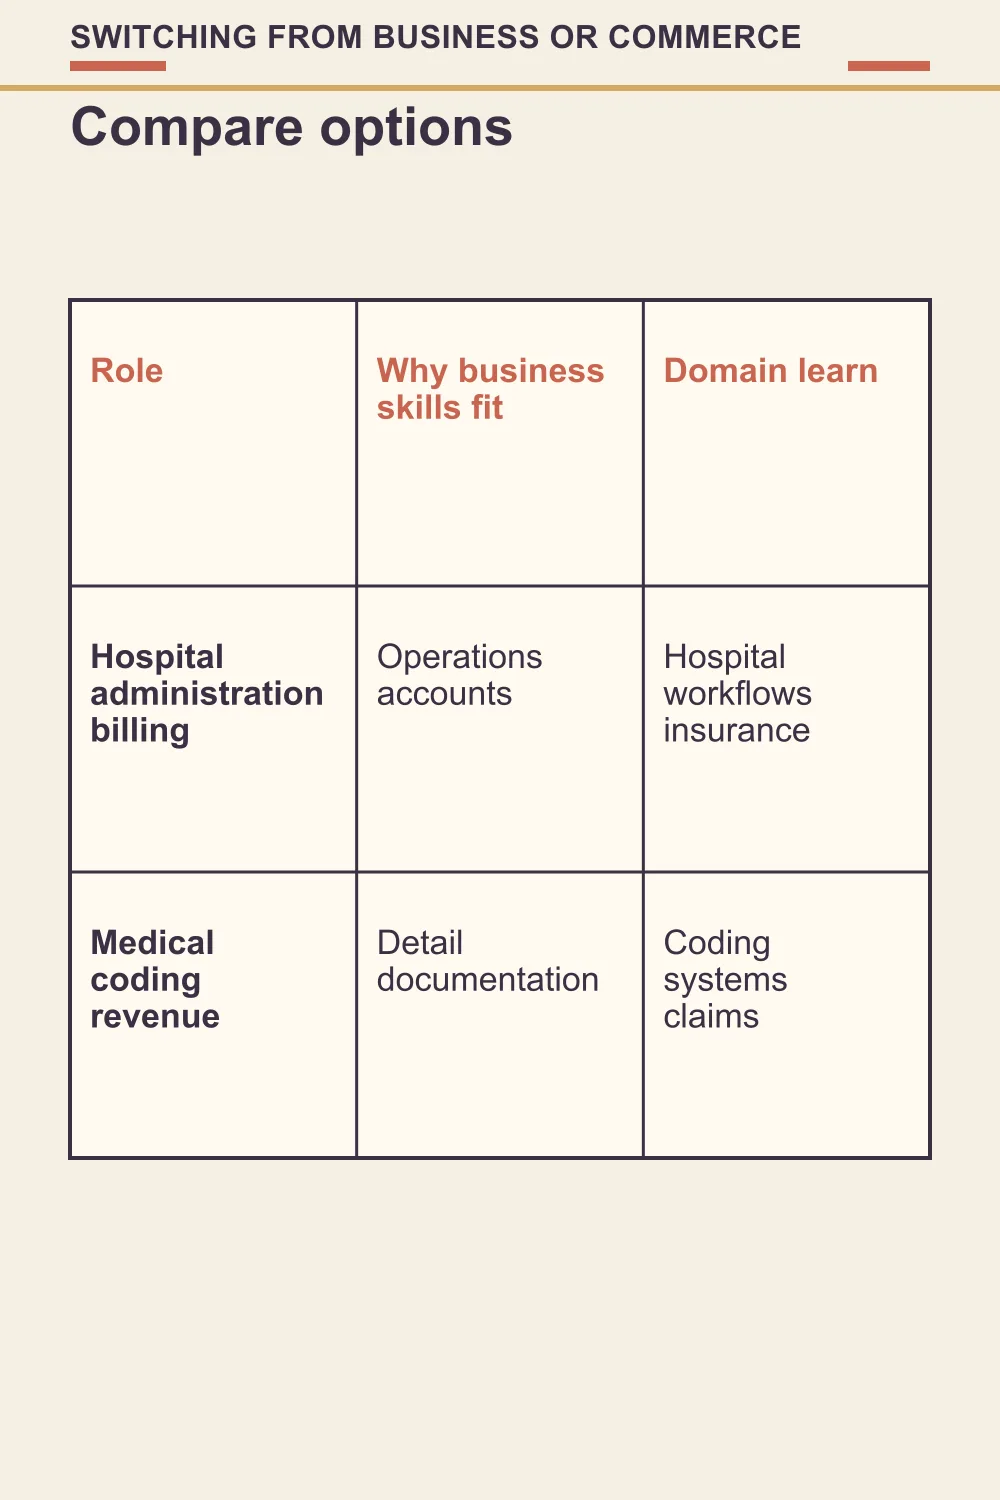 SWITCHING FROM BUSINESS OR COMMERCE
Compare options
Role
Why business
skills fit
Domain learn
Hospital
administration
billing
Operations
accounts
Hospital
workflows
insurance
Medical
coding
revenue
Detail
documentation
Coding
systems
claims